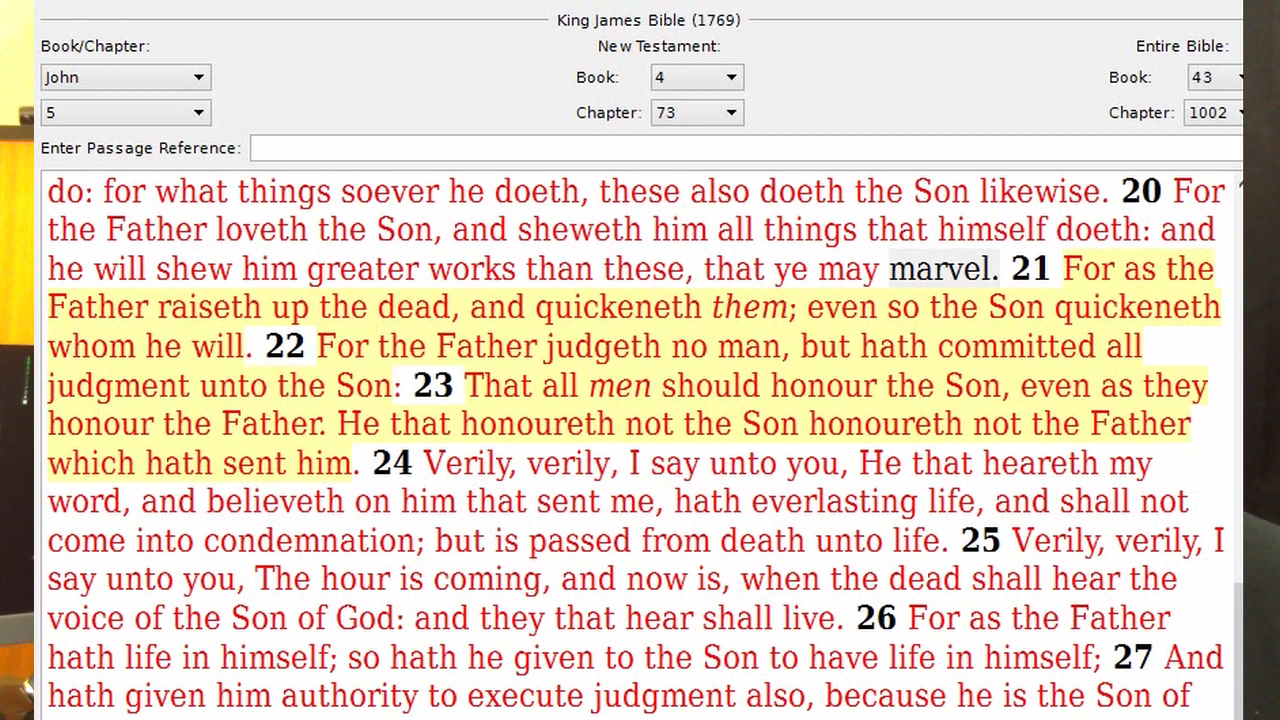 King James Bible (1769)
Book/Chapter: New Testament: Entire Bible:
John Book: 4 Book: 43
5 Chapter: 73 Chapter: 1002
Enter Passage Reference:
do: for what things soever he doeth, these also doeth the Son likewise. 20 For
the Father loveth the Son, and sheweth him all things that himself doeth: and
he will shew him greater works than these, that ye may marvel. 21 For as the
Father raiseth up the dead, and quickeneth them; even so the Son quickeneth
whom he will. 22 For the Father judgeth no man, but hath committed all
judgment unto the Son: 23 That all men should honour the Son, even as they
honour the Father. He that honoureth not the Son honoureth not the Father
which hath sent him. 24 Verily, verily, I say unto you, He that heareth my
word, and believeth on him that sent me, hath everlasting life, and shall not
come into condemnation; but is passed from death unto life. 25 Verily, verily, I
say unto you, The hour is coming, and now is, when the dead shall hear the
voice of the Son of God: and they that hear shall live. 26 For as the Father
hath life in himself; so hath he given to the Son to have life in himself; 27 And
hath given him authority to execute judgment also, because he is the Son of